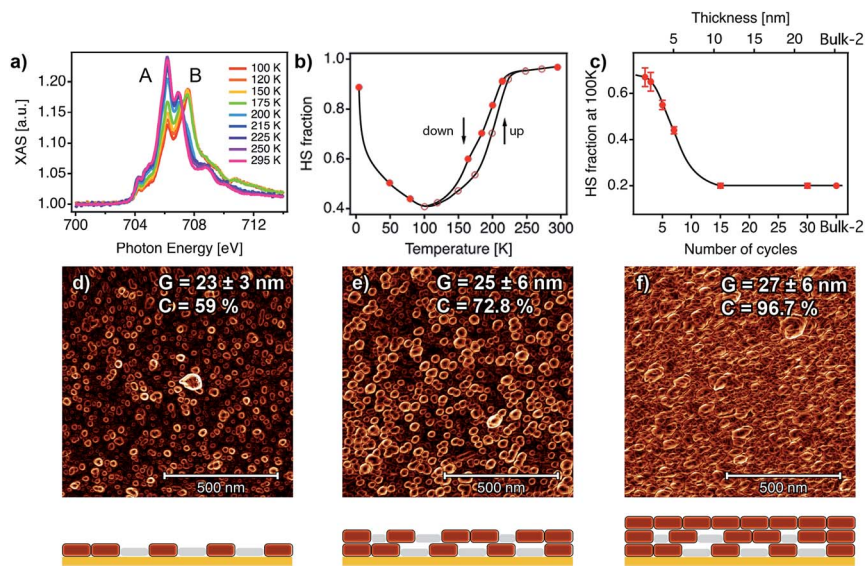 a)
XAS [a.u.]
1.20
1.15
1.10
1.05
1.00
A B
100 K
120 K
150 K
175 K
200 K
215 K
225 K
250 K
295 K
700 704 708 712
Photon Energy [eV]
b)
HS fraction
1.0
0.8
0.6
0.4
down
up
0 50 100 150 200 250 300
Temperature [K]
Thickness [nm]
5 10 15 20 Bulk-2
c)
HS fraction at 100K
0.6
0.4
0.2
0 5 10 15 20 25 30 Bulk-2
Number of cycles
d)
G = 23 ± 3 nm
C = 59 %
500 nm
e)
G = 25 ± 6 nm
C = 72.8 %
500 nm
f)
G = 27 ± 6 nm
C = 96.7 %
500 nm